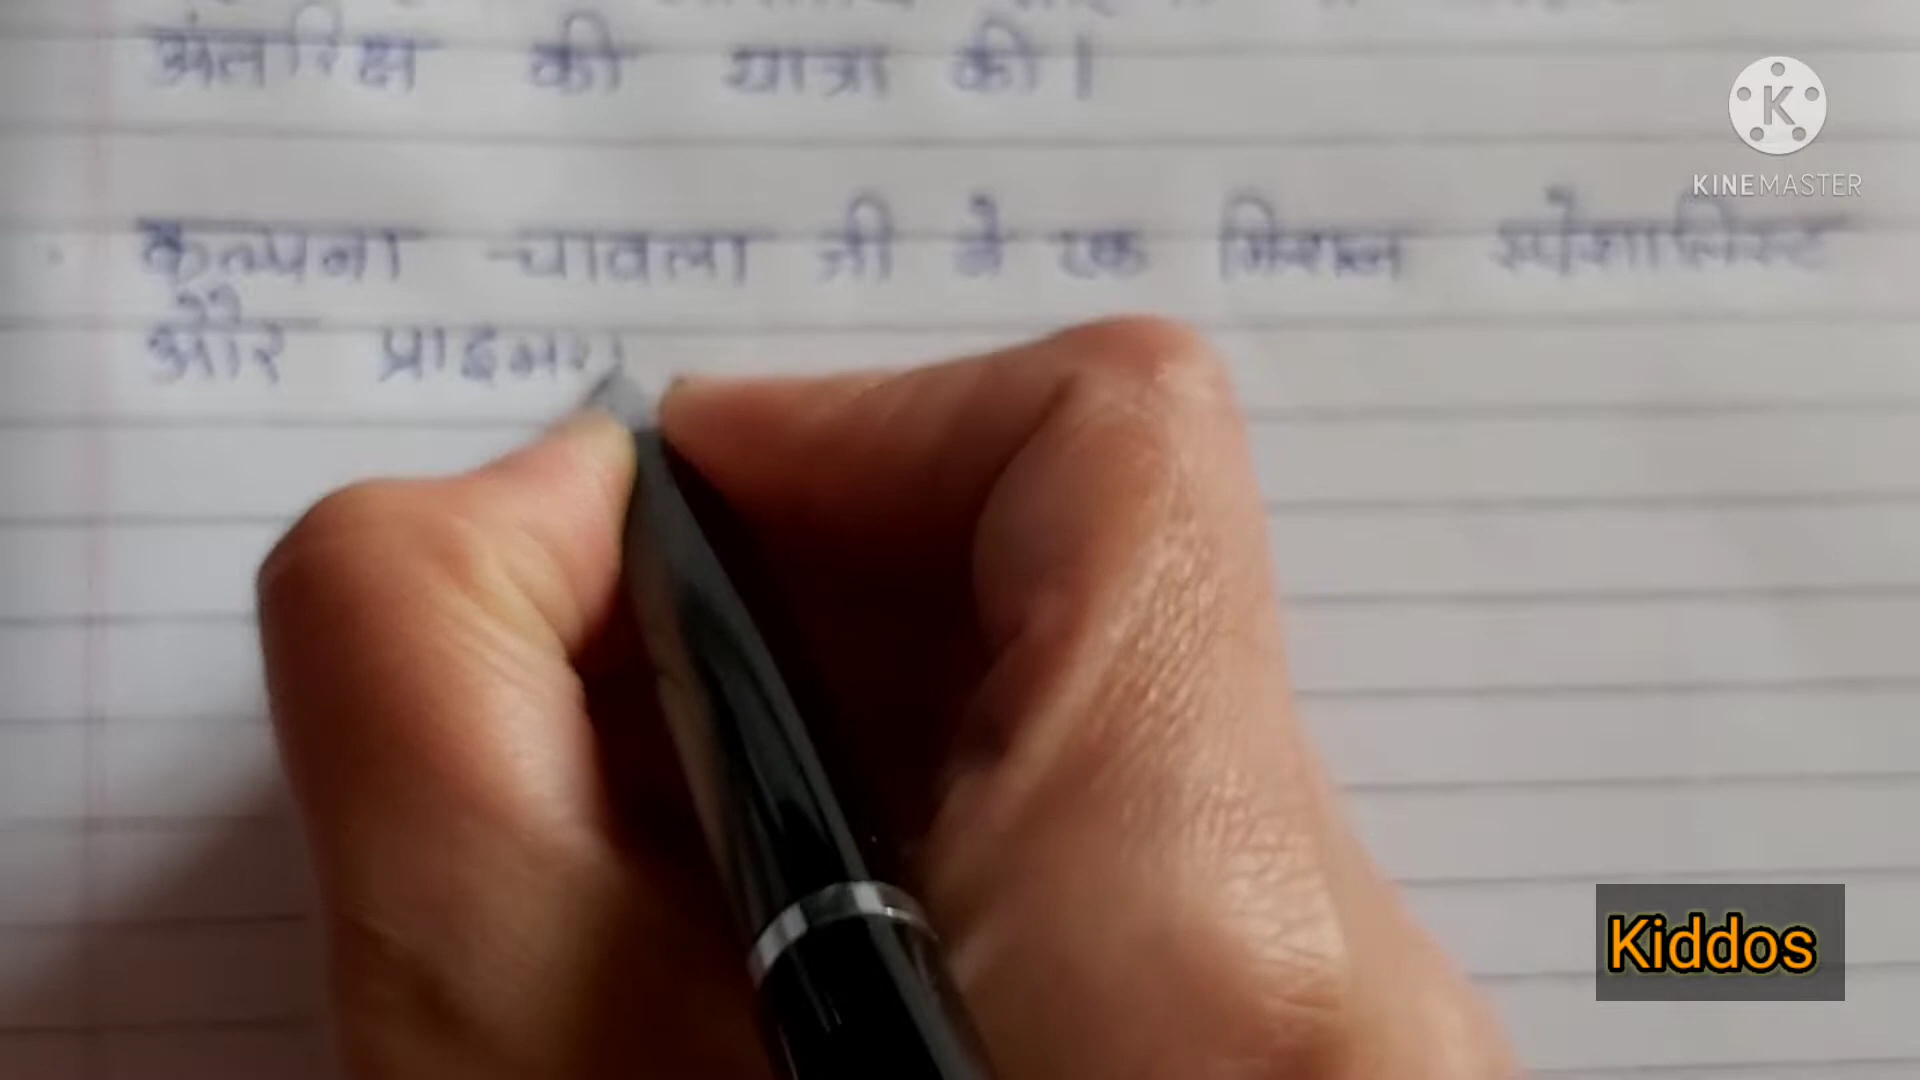 अंतरिक्ष की यात्रा की।
कल्पना चावला जी ने एक मिशन स्पेशलिस्ट
और प्राइमरी
K
KINEMASTER
Kiddos